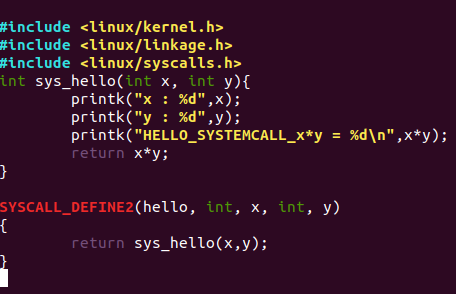 #include <linux/kernel.h>
#include <linux/linkage.h>
#include <linux/syscalls.h>
int sys_hello(int x, int y){
        printk("x : %d",x);
        printk("y : %d",y);
        printk("HELLO_SYSTEMCALL_x*y = %d\n",x*y);
        return x*y;
}

SYSCALL_DEFINE2(hello, int, x, int, y)
{
        return sys_hello(x,y);
}